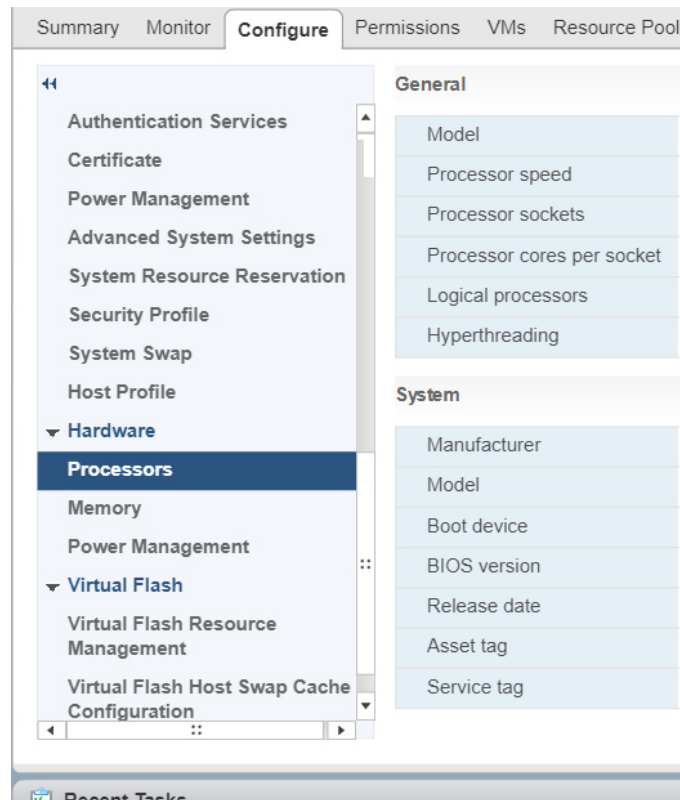 Summary Monitor Configure Permissions VMs Resource Pool
Authentication Services
Certificate
Power Management
Advanced System Settings
System Resource Reservation
Security Profile
System Swap
Host Profile
Hardware
Processors
Memory
Power Management
Virtual Flash
Virtual Flash Resource
Management
Virtual Flash Host Swap Cache
Configuration
General
Model
Processor speed
Processor sockets
Processor cores per socket
Logical processors
Hyperthreading
System
Manufacturer
Model
Boot device
BIOS version
Release date
Asset tag
Service tag
Recent Tasks